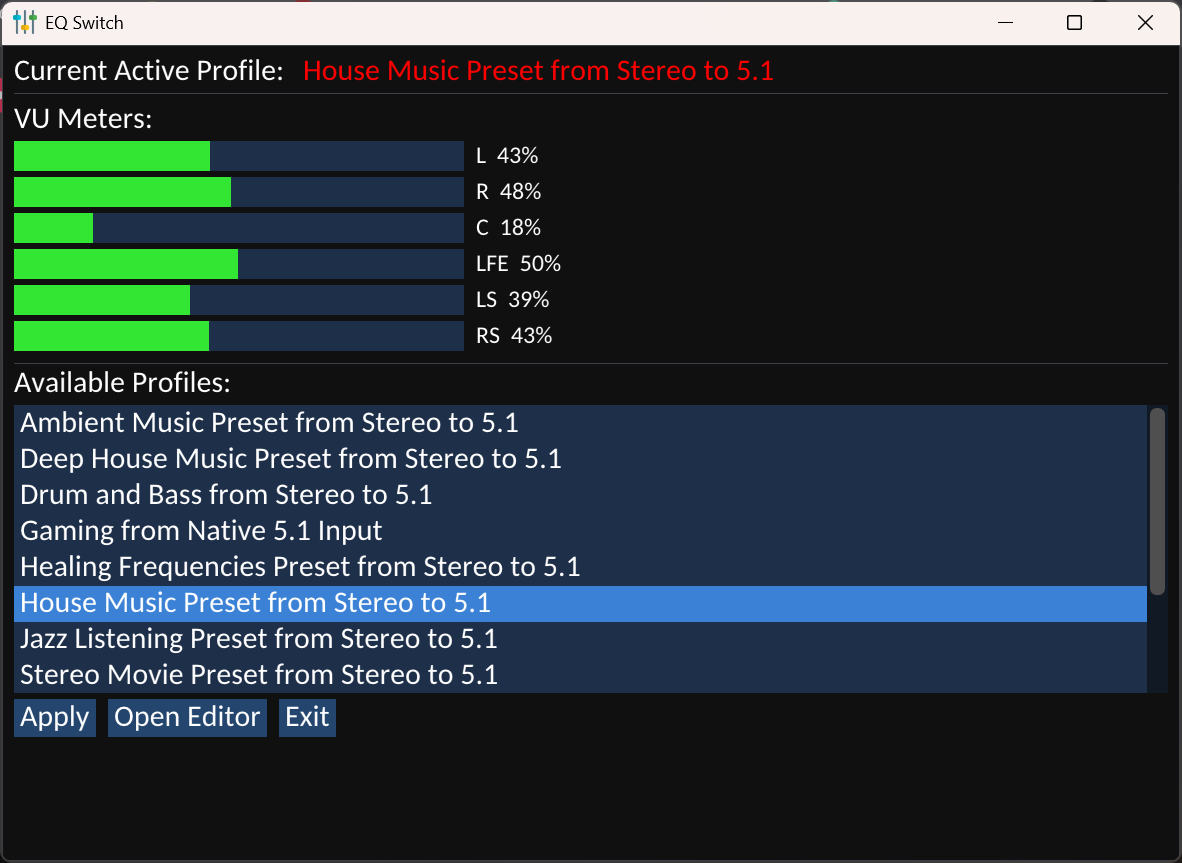 EQ Switch
Current Active Profile: House Music Preset from Stereo to 5.1
VU Meters:
L 43%
R 48%
C 18%
LFE 50%
LS 39%
RS 43%
Available Profiles:
Ambient Music Preset from Stereo to 5.1
Deep House Music Preset from Stereo to 5.1
Drum and Bass from Stereo to 5.1
Gaming from Native 5.1 Input
Healing Frequencies Preset from Stereo to 5.1
House Music Preset from Stereo to 5.1
Jazz Listening Preset from Stereo to 5.1
Stereo Movie Preset from Stereo to 5.1
Apply Open Editor Exit